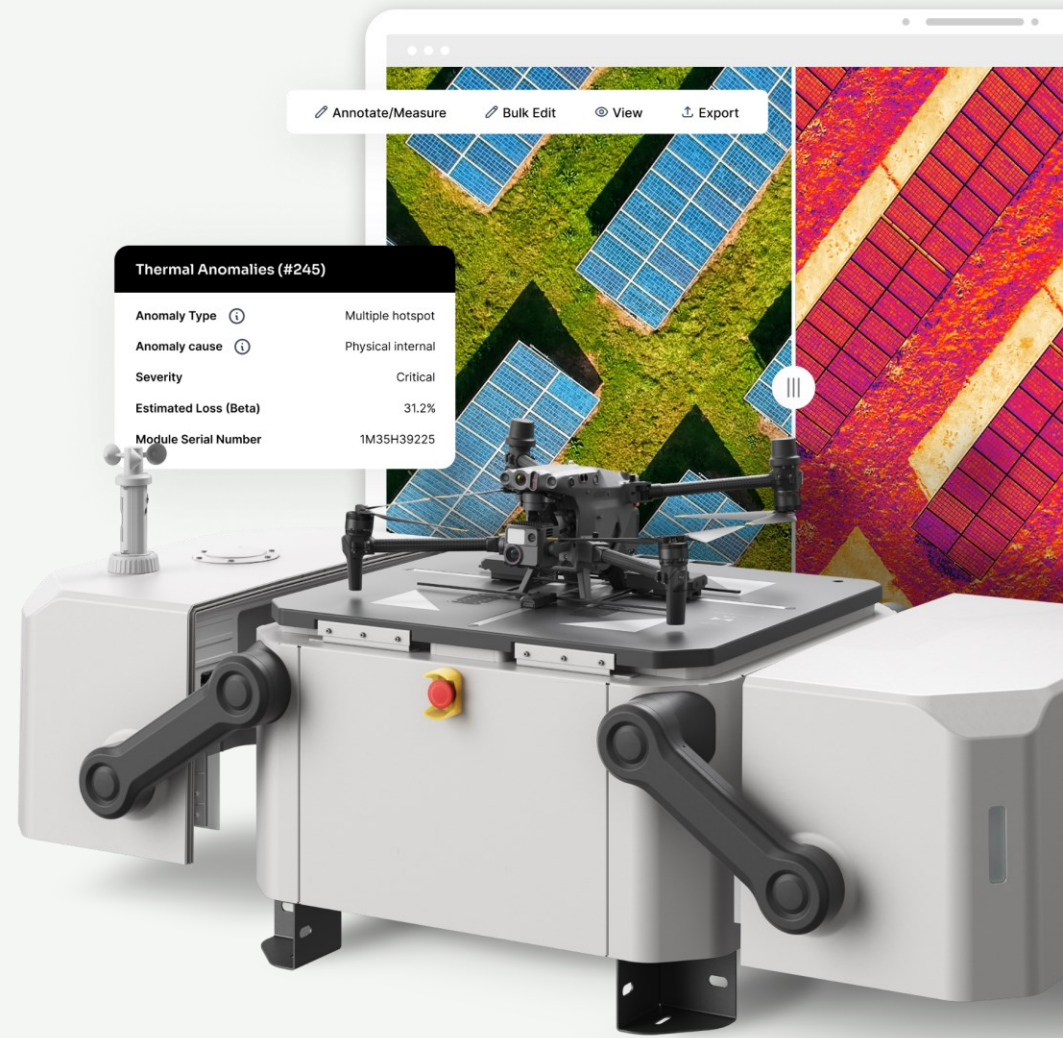 Annotate/Measure Bulk Edit View Export
Thermal Anomalies (#245)
Anomaly Type Multiple hotspot
Anomaly cause Physical internal
Severity Critical
Estimated Loss (Beta) 31.2%
Module Serial Number 1M35H39225